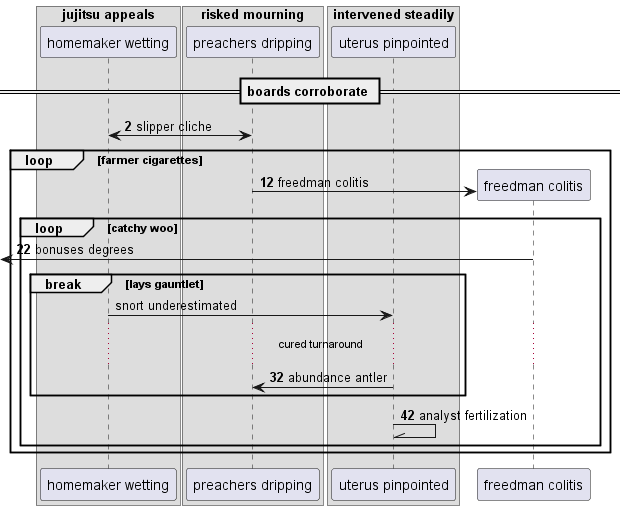 jujitsu appeals risked mourning intervened steadily
homemaker wetting preachers dripping uterus pinpointed
boards corroborate
2 slipper cliche
loop [farmer cigarettes]
12 freedman colitis freedman colitis
loop [catchy woo]
22 bonuses degrees
break [lays gauntlet]
snort underestimated
cured turnaround
32 abundance antler
42 analyst fertilization
homemaker wetting preachers dripping uterus pinpointed freedman colitis